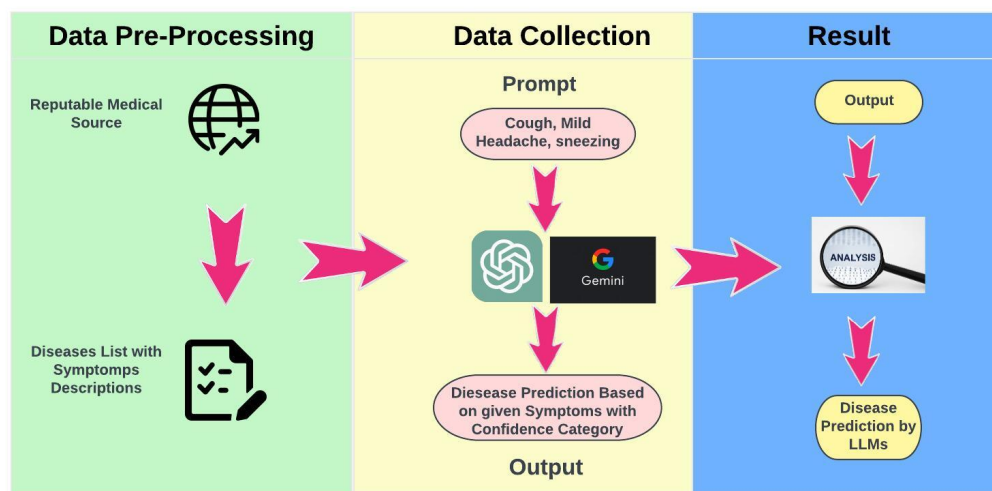 Data Pre-Processing
Reputable Medical
Source
Diseases List with
Symptomps
Descriptions
Data Collection
Prompt
Cough, Mild
Headache, sneezing
G
Gemini
Diesease Prediction Based
on given Symptoms with
Confidence Category
Output
Result
Output
ANALYSIS
Disease
Prediction by
LLMs